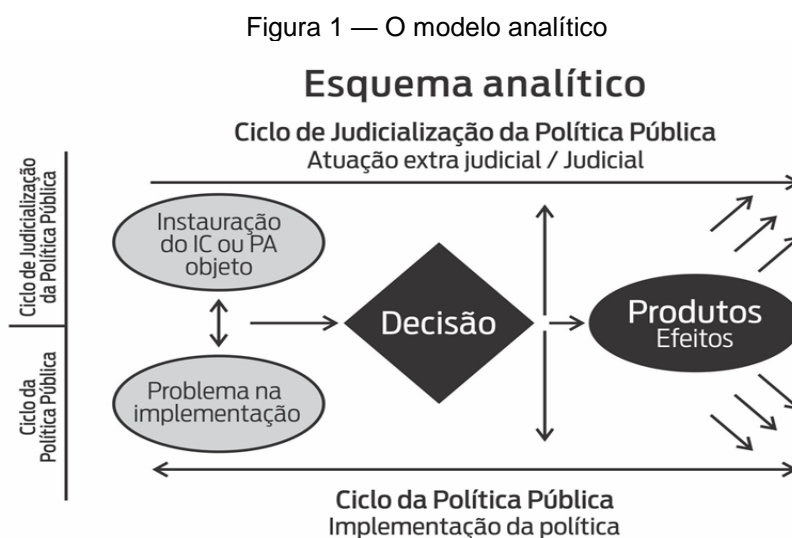 Figura 1 — O modelo analítico
Esquema analítico
Ciclo de Judicialização da Política Pública
Atuação extra judicial / Judicial
Ciclo de Judicialização
da Política Pública
Instauração
do IC ou PA
objeto
Decisão
Produtos
Efeitos
Ciclo da
Política Pública
Problema na
implementação
Ciclo da Política Pública
Implementação da política